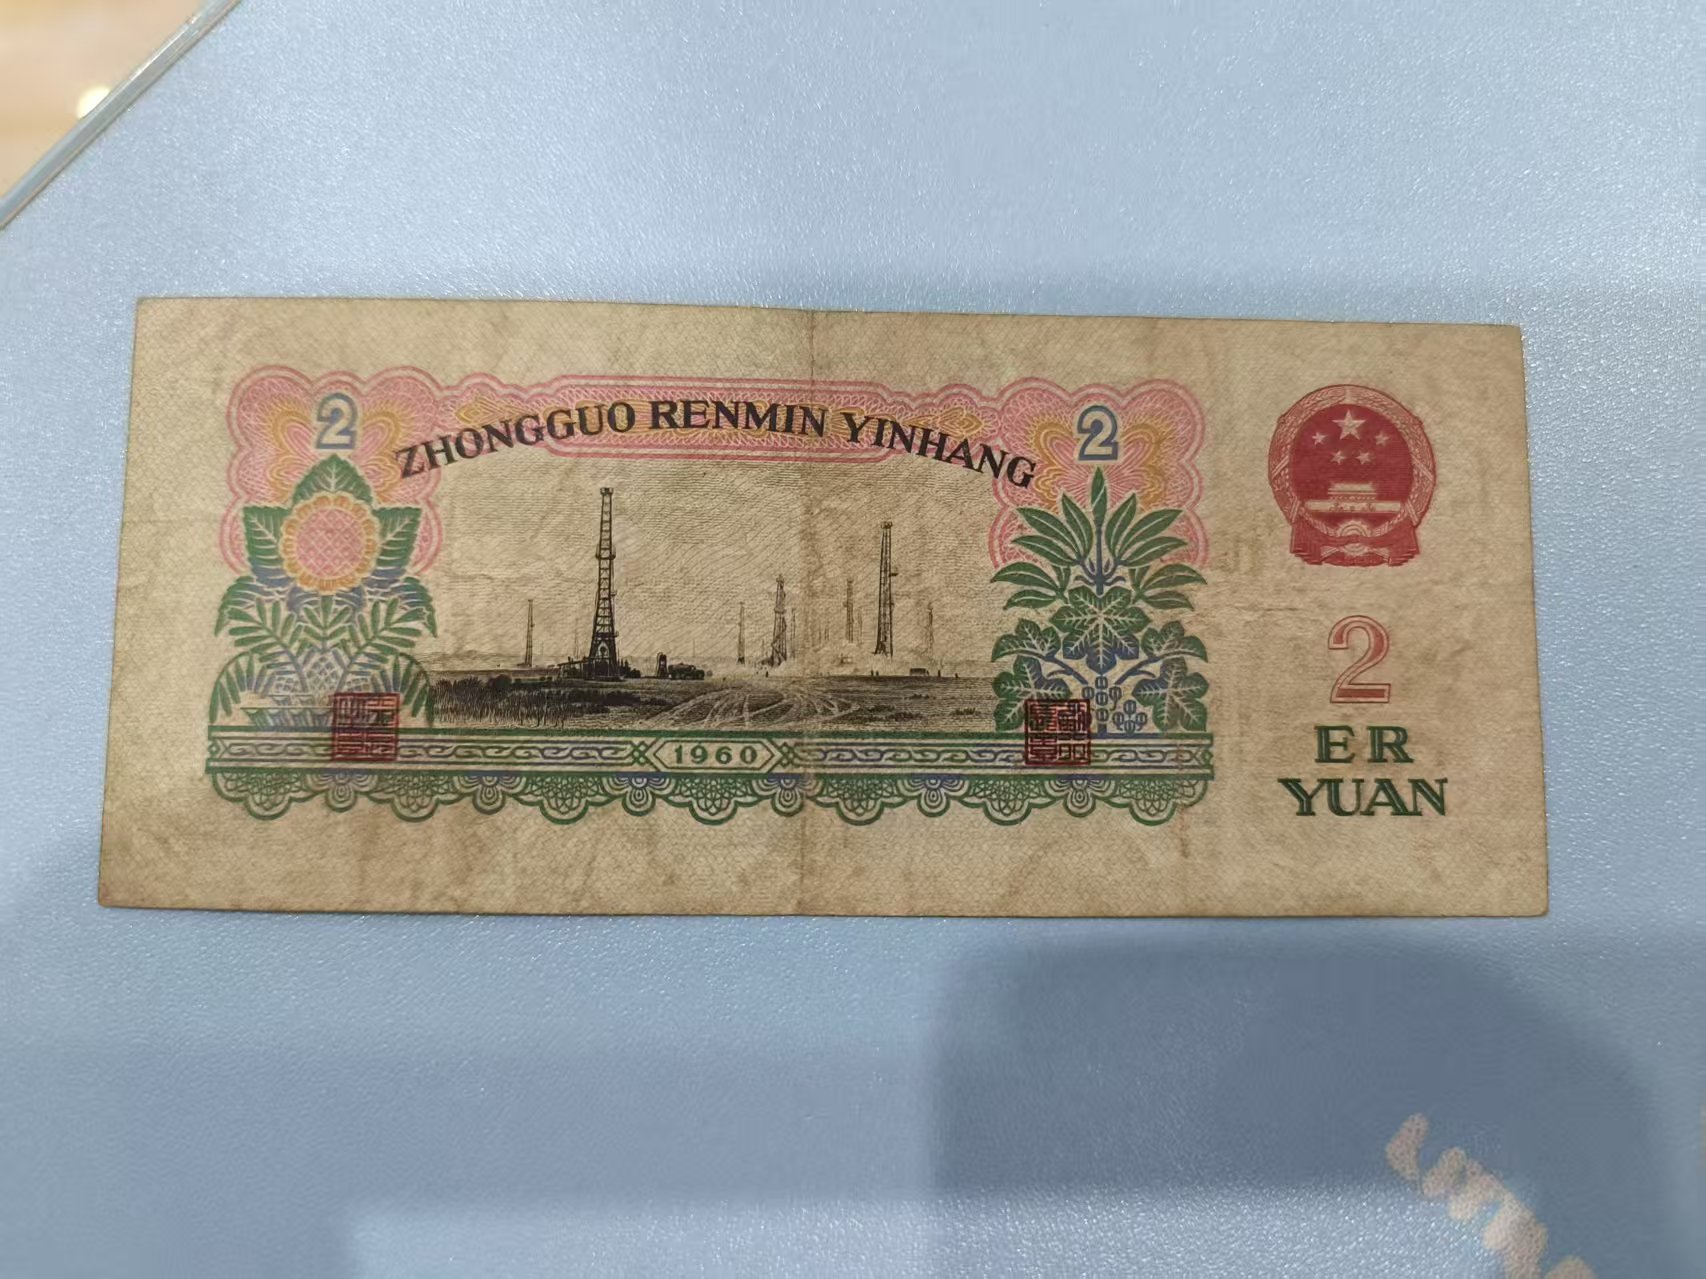 2 2
ZHONGGUO RENMIN YINHANG
1960
2
ER
YUAN